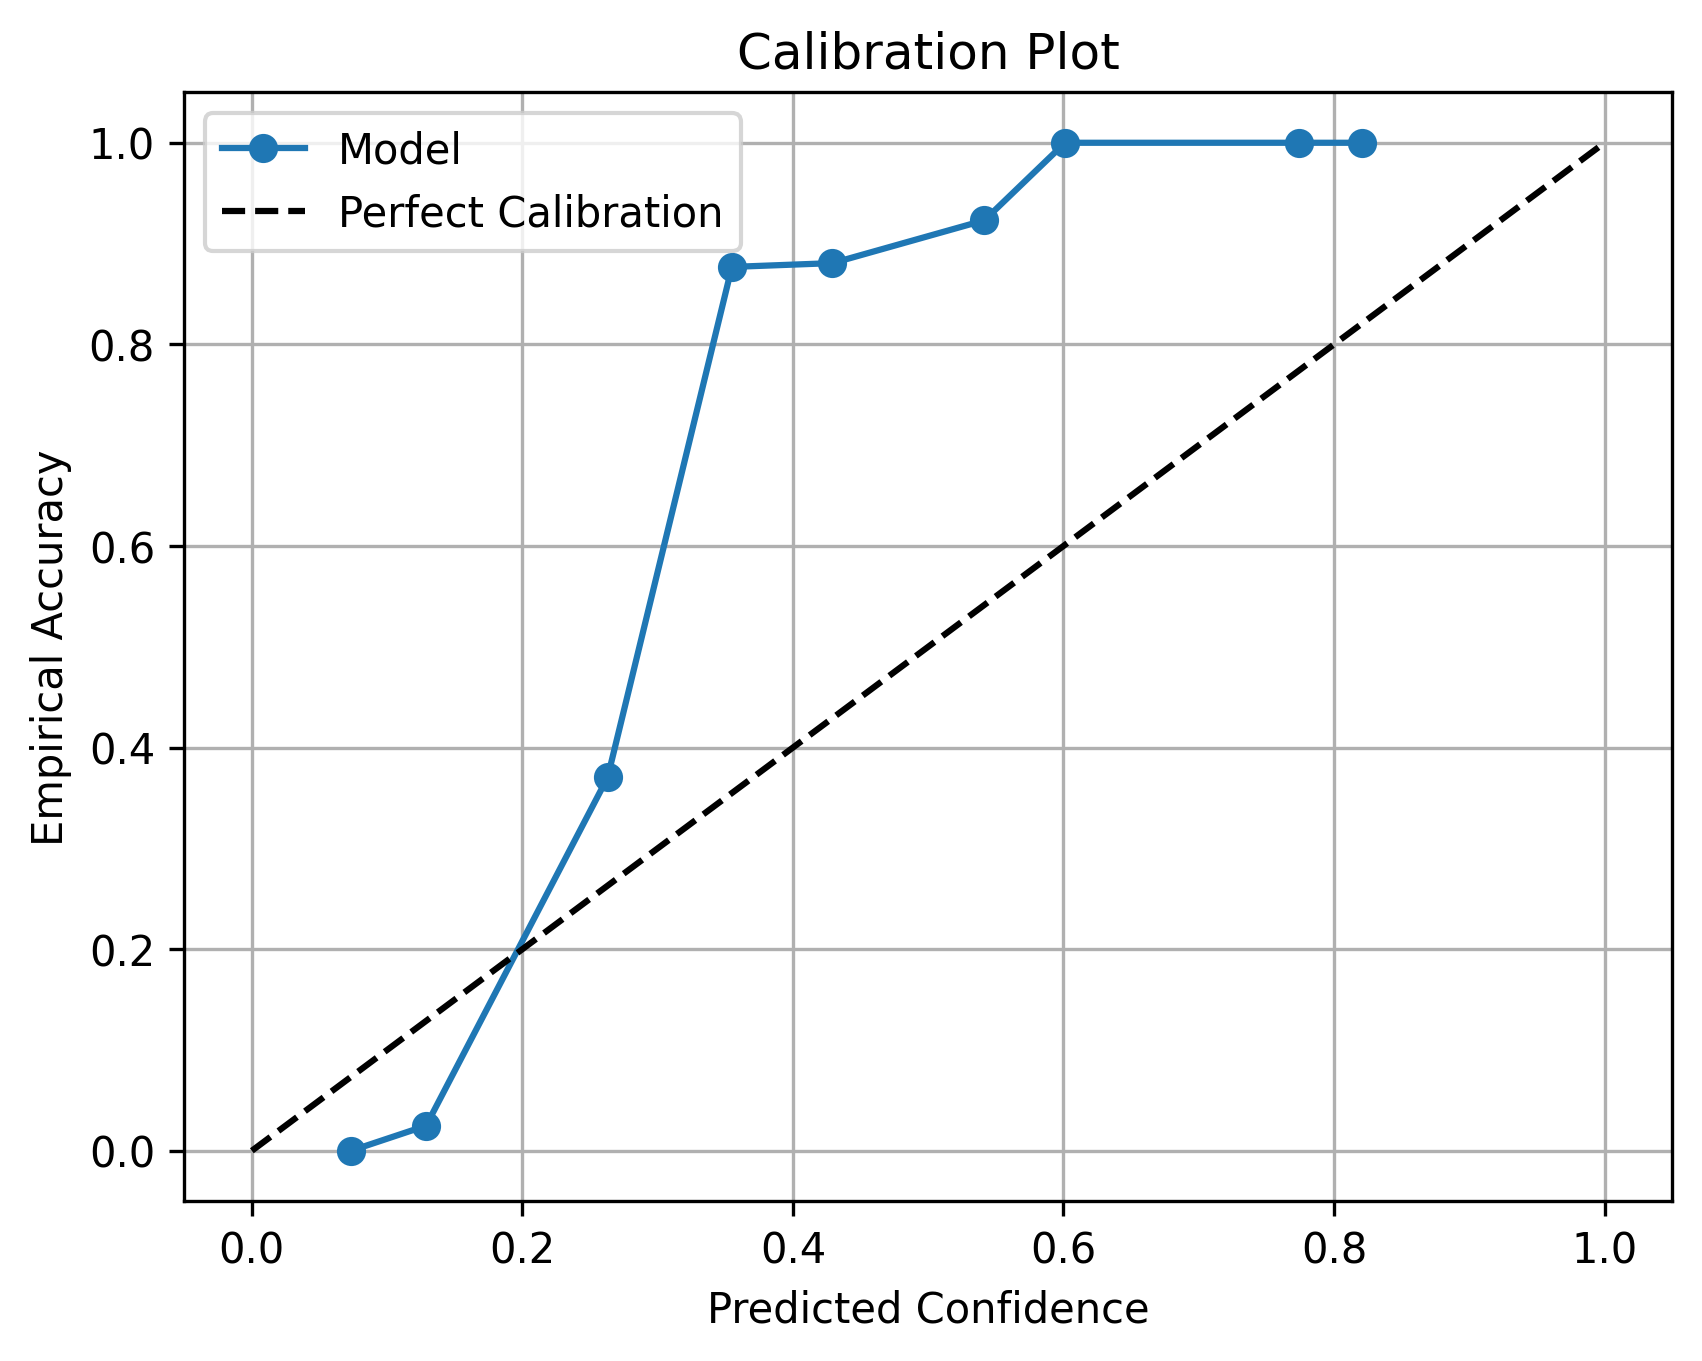 Calibration Plot
Model
Perfect Calibration
1.0
0.8
0.6
0.4
0.2
0.0
Empirical Accuracy
0.0 0.2 0.4 0.6 0.8 1.0
Predicted Confidence